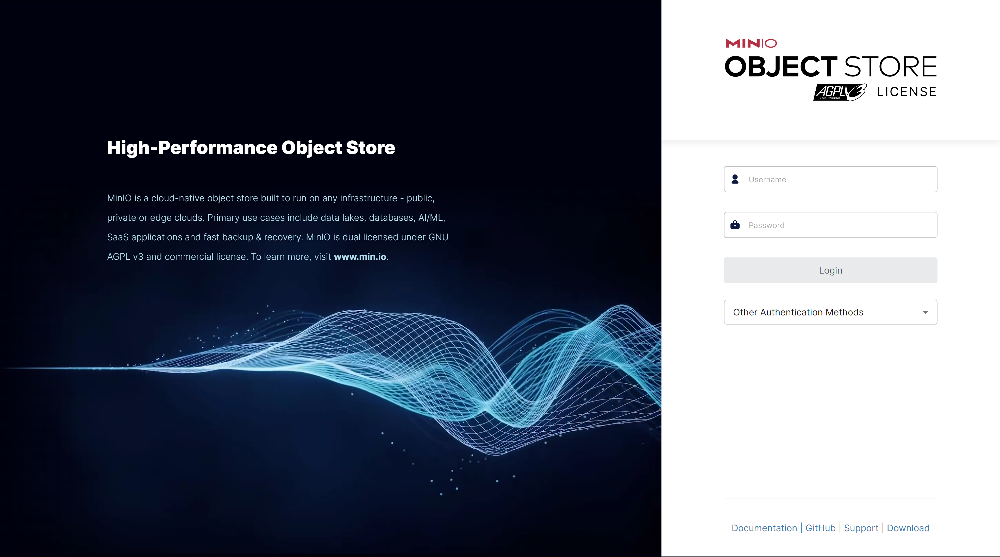 High-Performance Object Store
MinIO is a cloud-native object store built to run on any infrastructure - public,
private or edge clouds. Primary use cases include data lakes, databases, AI/ML,
SaaS applications and fast backup & recovery. MinIO is dual licensed under GNU
AGPL v3 and commercial license. To learn more, visit www.min.io.
MINIO
OBJECT STORE
AGPLv3 LICENSE
Free Software
Username
Password
Login
Other Authentication Methods
Documentation | GitHub | Support | Download